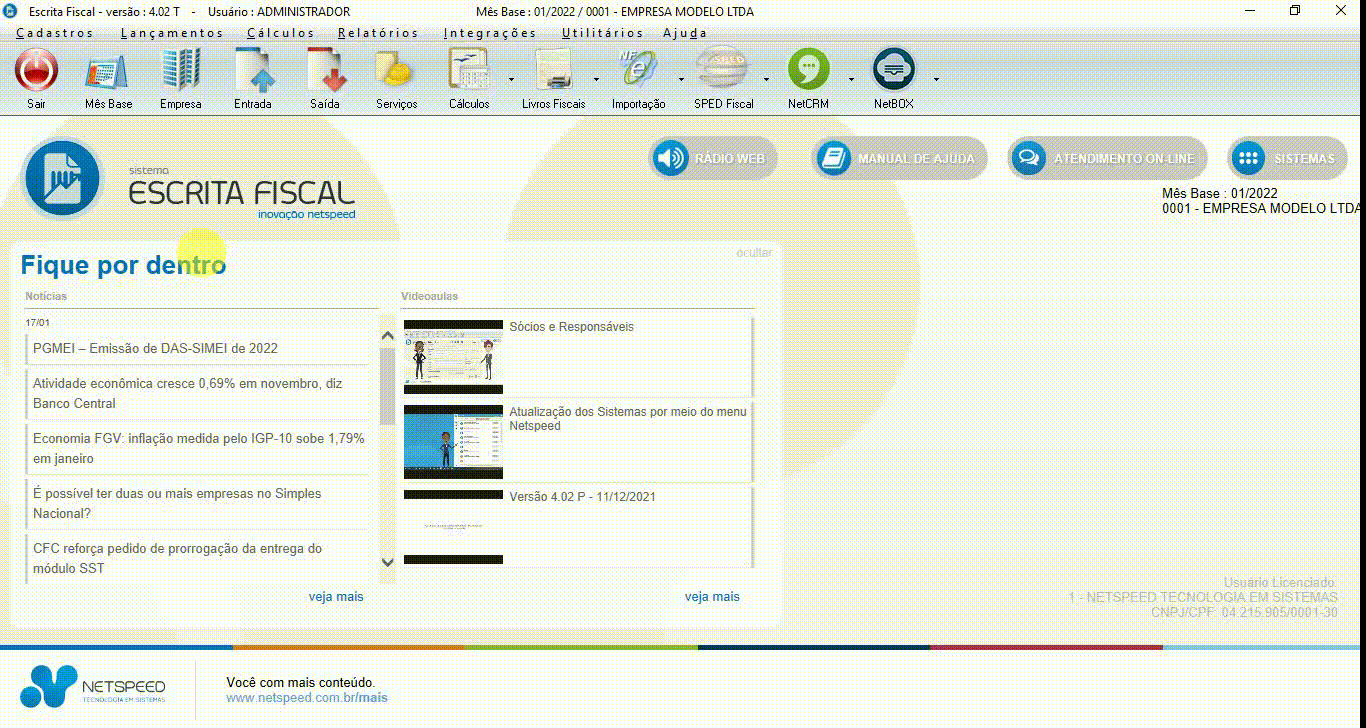 Escrita Fiscal - versão : 4.02 T - Usuário : ADMINISTRADOR Mês Base : 01/2022 / 0001 - EMPRESA MODELO LTDA
Cadastros Lançamentos Cálculos Relatórios Integrações Utilitários Ajuda
Sair Mês Base Empresa Entrada Saída Serviços Cálculos Livros Fiscais Importação SPED Fiscal NetCRM NetBOX
RÁDIO WEB MANUAL DE AJUDA ATENDIMENTO ON-LINE SISTEMAS
sistema
ESCRITA FISCAL
inovação netspeed
Mês Base : 01/2022
0001 - EMPRESA MODELO LTDA
Fique por dentro
ocultar
Notícias
17/01
PGMEI – Emissão de DAS-SIMEI de 2022
Atividade econômica cresce 0,69% em novembro, diz
Banco Central
Economia FGV: inflação medida pelo IGP-10 sobe 1,79%
em janeiro
É possível ter duas ou mais empresas no Simples
Nacional?
CFC reforça pedido de prorrogação da entrega do
módulo SST
veja mais
Videoaulas
Sócios e Responsáveis
Atualização dos Sistemas por meio do menu
Netspeed
Versão 4.02 P - 11/12/2021
veja mais
Usuário Licenciado:
1 - NETSPEED TECNOLOGIA EM SISTEMAS
CNPJ/CPF: 04.215.905/0001-30
NETSPEED
TECNOLOGIA EM SISTEMAS
Você com mais conteúdo.
www.netspeed.com.br/mais